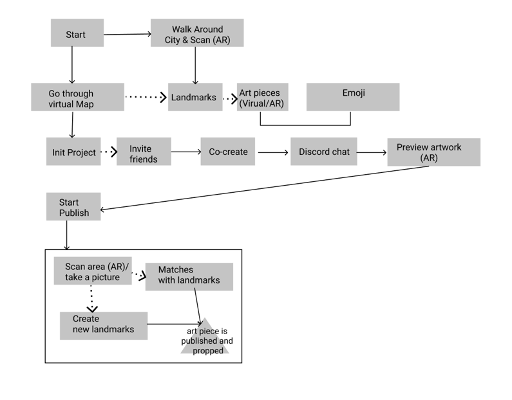 Start
Walk Around
City & Scan (AR)
Go through
virtual Map
Landmarks
Art pieces
(Virual/AR)
Emoji
Init Project
Invite
friends
Co-create
Discord chat
Preview artwork
(AR)
Start
Publish
Scan area (AR)/
take a picture
Matches
with landmarks
Create
new landmarks
art piece is
published and
propped